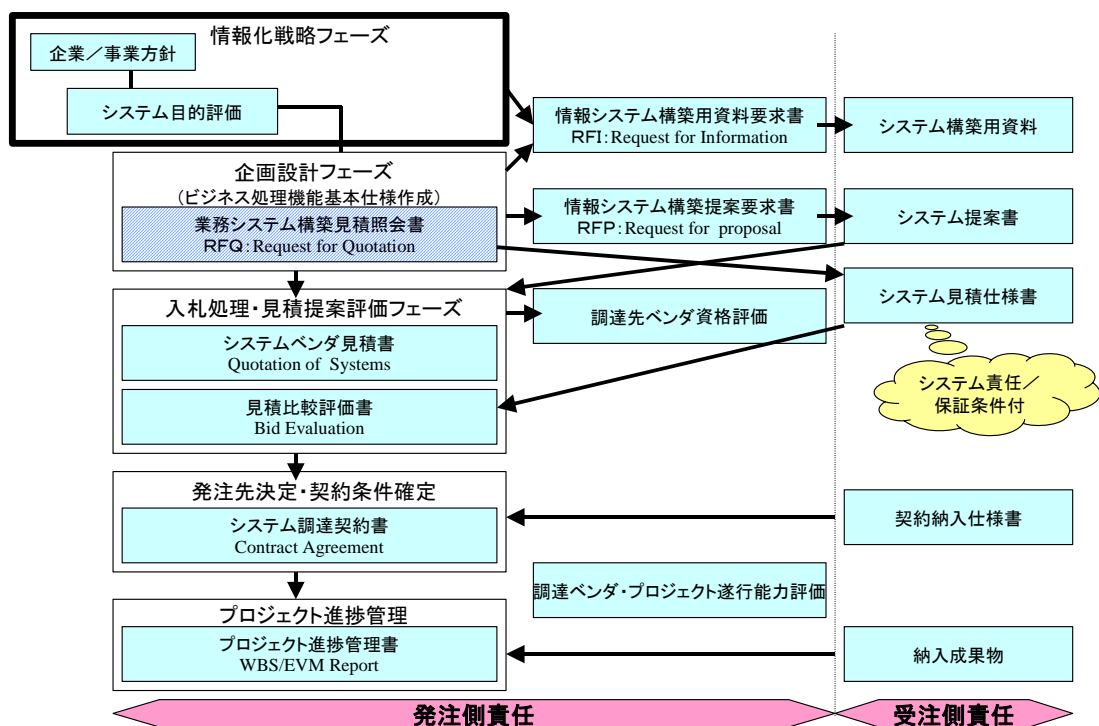 情報化戦略フェーズ
企業／事業方針
システム目的評価
情報システム構築用資料要求書
RFI：Request for Information
システム構築用資料
企画設計フェーズ
（ビジネス処理機能基本仕様作成）
業務システム構築見積照会書
RFQ：Request for Quotation
情報システム構築提案要求書
RFP：Request for proposal
システム提案書
システム見積仕様書
入札処理・見積提案評価フェーズ
システムベンダ見積書
Quotation of Systems
調達先ベンダ資格評価
見積比較評価書
Bid Evaluation
システム責任／
保証条件付
発注先決定・契約条件確定
システム調達契約書
Contract Agreement
契約納入仕様書
調達ベンダ・プロジェクト遂行能力評価
プロジェクト進捗管理
プロジェクト進捗管理書
WBS/EVM Report
納入成果物
発注側責任
受注側責任